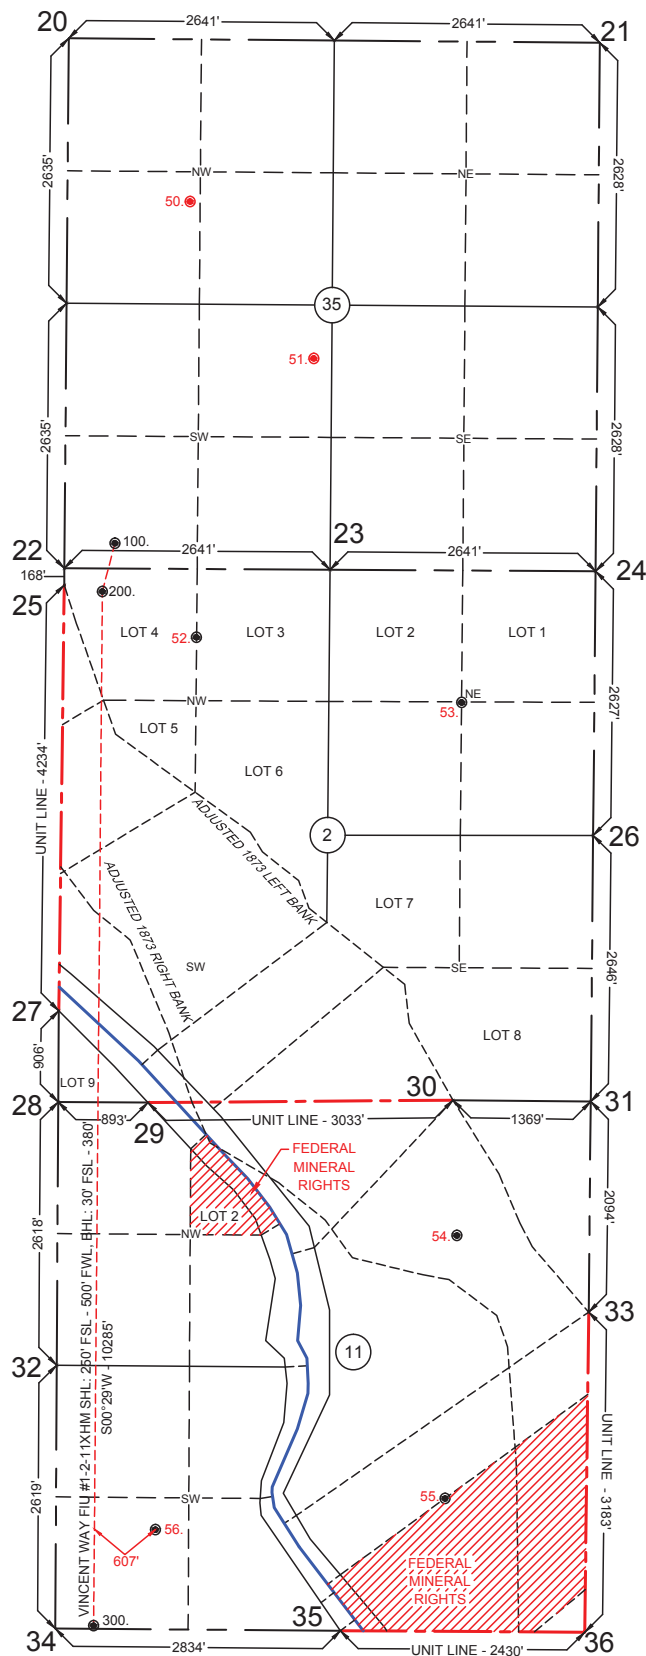 20
2641'
2641'
21
2635'
NW
NE
2628'
50.
35
51.
2635'
SW
SE
2628'
100.
22
2641'
23
2641'
24
168'
25
200.
LOT 4
52.
LOT 3
LOT 2
LOT 1
NW
NE
53.
2627'
LOT 5
UNIT LINE - 4234'
LOT 6
ADJUSTED 1873 LEFT BANK
2
26
ADJUSTED 1873 RIGHT BANK
LOT 7
SW
SE
2646'
27
906'
LOT 8
LOT 9
28
893'
29
UNIT LINE - 3033'
30
1369'
31
FEDERAL
MINERAL
RIGHTS
LOT 2
2618'
NW
54.
2094'
33
VINCENT WAY FIU #1-2-11XHM SHL: 250' FSL - 500' FWL, BHL: 30' FSL - 380'
S00°29'W - 10285'
32
11
2619'
SW
55.
UNIT LINE - 3183'
56.
607'
FEDERAL
MINERAL
RIGHTS
300.
34
2834'
35
UNIT LINE - 2430'
36